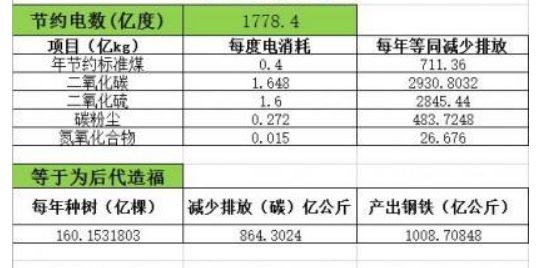 节约电数(亿度) 1778.4
项目（亿kg） 每度电消耗 每年等同减少排放
年节约标准煤 0.4 711.36
二氧化碳 1.648 2930.8032
二氧化硫 1.6 2845.44
碳粉尘 0.272 483.7248
氮氧化合物 0.015 26.676
等于为后代造福
每年种树（亿棵） 减少排放（碳）亿公斤 产出钢铁（亿公斤）
160.1531803 864.3024 1008.70848